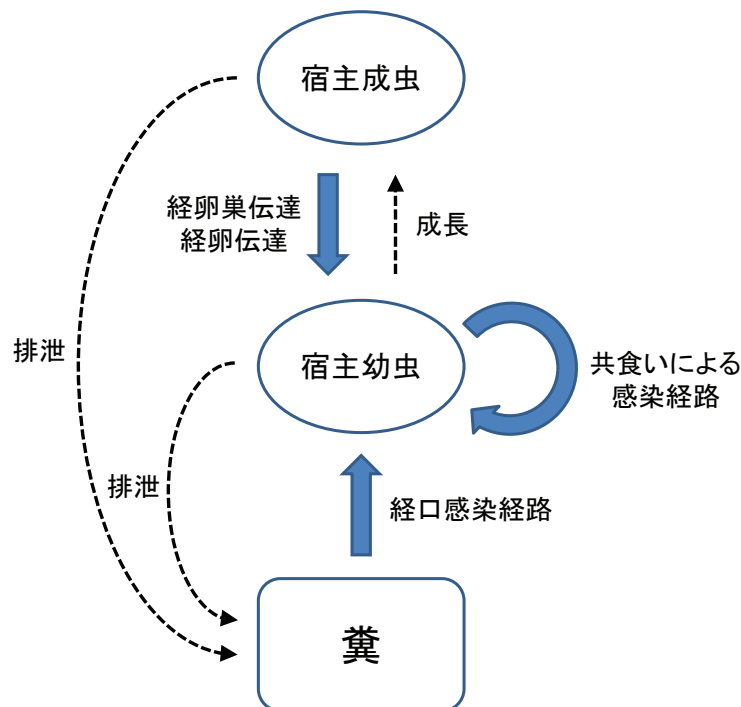 宿主成虫
経卵巣伝達
経卵伝達
成長
排泄
宿主幼虫
共食いによる
感染経路
排泄
経口感染経路
糞